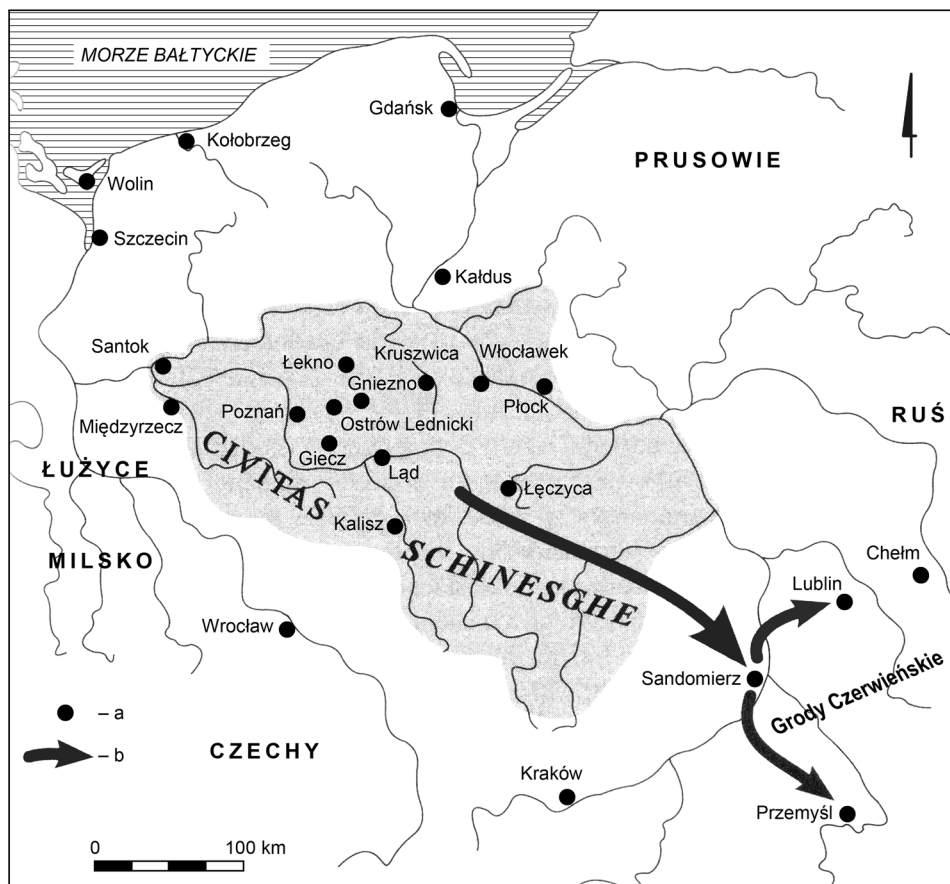 MORZE BAŁTYCKIE
Gdańsk
Kołobrzeg
PRUSOWIE
Wolin
Szczecin
Kałdus
Santok
Łekno
Kruszwica
Włocławek
Gniezno
Płock
Międzyrzecz
Poznań
Ostrów Lednicki
RUŚ
Giecz
Ląd
ŁUŻYCE
CIVITAS
Łęczyca
Kalisz
SCHINESGHE
MILSKO
Chełm
Lublin
Wrocław
Sandomierz
Grody Czerwieńskie
– a
– b
CZECHY
Kraków
Przemyśl
0 100 km